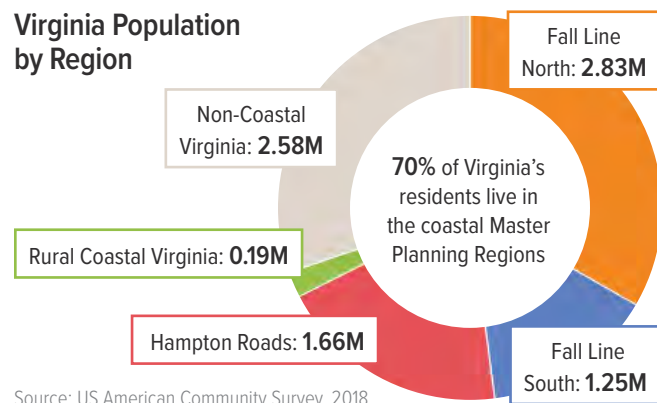 Virginia Population
by Region
Fall Line
North: 2.83M
Non-Coastal
Virginia: 2.58M
70% of Virginia's
residents live in
the coastal Master
Planning Regions
Rural Coastal Virginia: 0.19M
Hampton Roads: 1.66M
Fall Line
South: 1.25M
Source: US American Community Survey, 2018